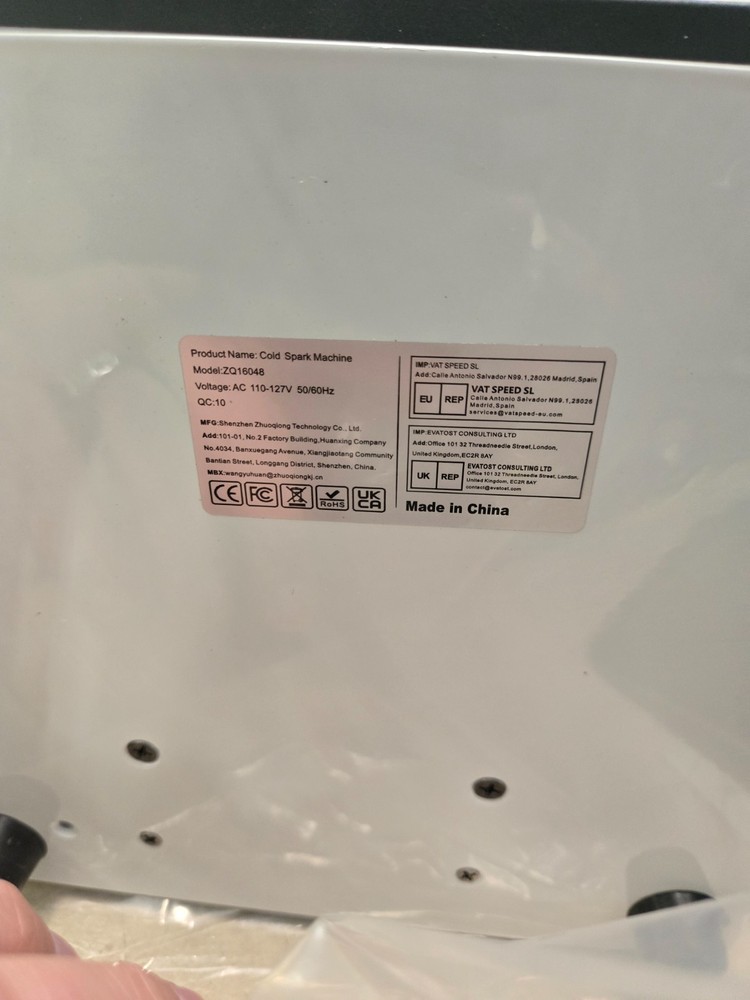 Product Name: Cold Spark Machine
Model:ZQ16048
Voltage: AC 110-127V 50/60Hz
QC:10
MFG:Shenzhen Zhuoqiong Technology Co., Ltd.
Add:101-01, No.2 Factory Building,Huanxing Company
No.4034, Banxuegang Avenue, Xiangjiaotang Community
Bantian Street, Longgang District, Shenzhen, China.
MBX:wangyuhuan@zhuoqiongkj.cn
CE FC RoHS UK CA
IMP:VAT SPEED SL
Add:Calle Antonio Salvador N99.1,28026 Madrid,Spain
EU REP
VAT SPEED SL
Calle Antonio Salvador N99.1,28026
Madrid,Spain
services@vatspeed-eu.com
IMP:EVATOST CONSULTING LTD
Add:Office 101 32 Threadneedle Street,London,
United Kingdom,EC2R 8AY
UK REP
EVATOST CONSULTING LTD
Office 101 32 Threadneedle Street,London,
United Kingdom, EC2R 8AY
contact@evatost.com
Made in China